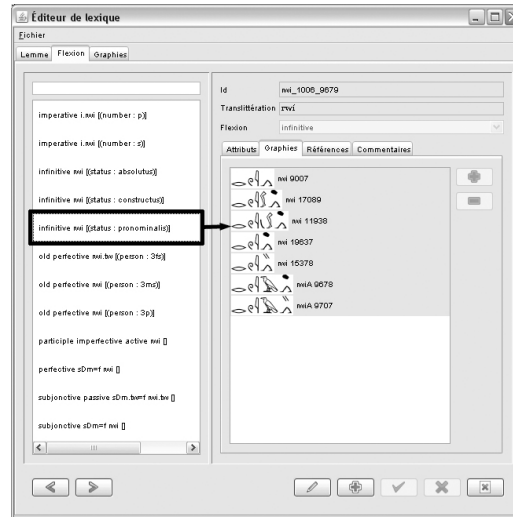 Éditeur de lexique
Fichier
Lemme Flexion Graphies
imperative i.rwi [(number : p)]
imperative i.rwi [(number : s)]
infinitive rwi [(status : absolutus)]
infinitive rwi [(status : constructus)]
infinitive rwi [(status : pronominalis)]
old perfective rwi.tw [(person : 3fs)]
old perfective rwi [(person : 3ms)]
old perfective rwi [(person : 3p)]
participle imperfective active rwi []
perfective sDm=f rwi []
subjonctive passive sDm.tw=f rwi.tw []
subjonctive sDm=f rwi []
Id rwi_1006_9679
Translittération rwí
Flexion infinitive
Attributs Graphies Références Commentaires
rwi 9007
rwi 17089
rwi 11938
rwi 19637
rwi 15378
rwiA 9678
rwiA 9707